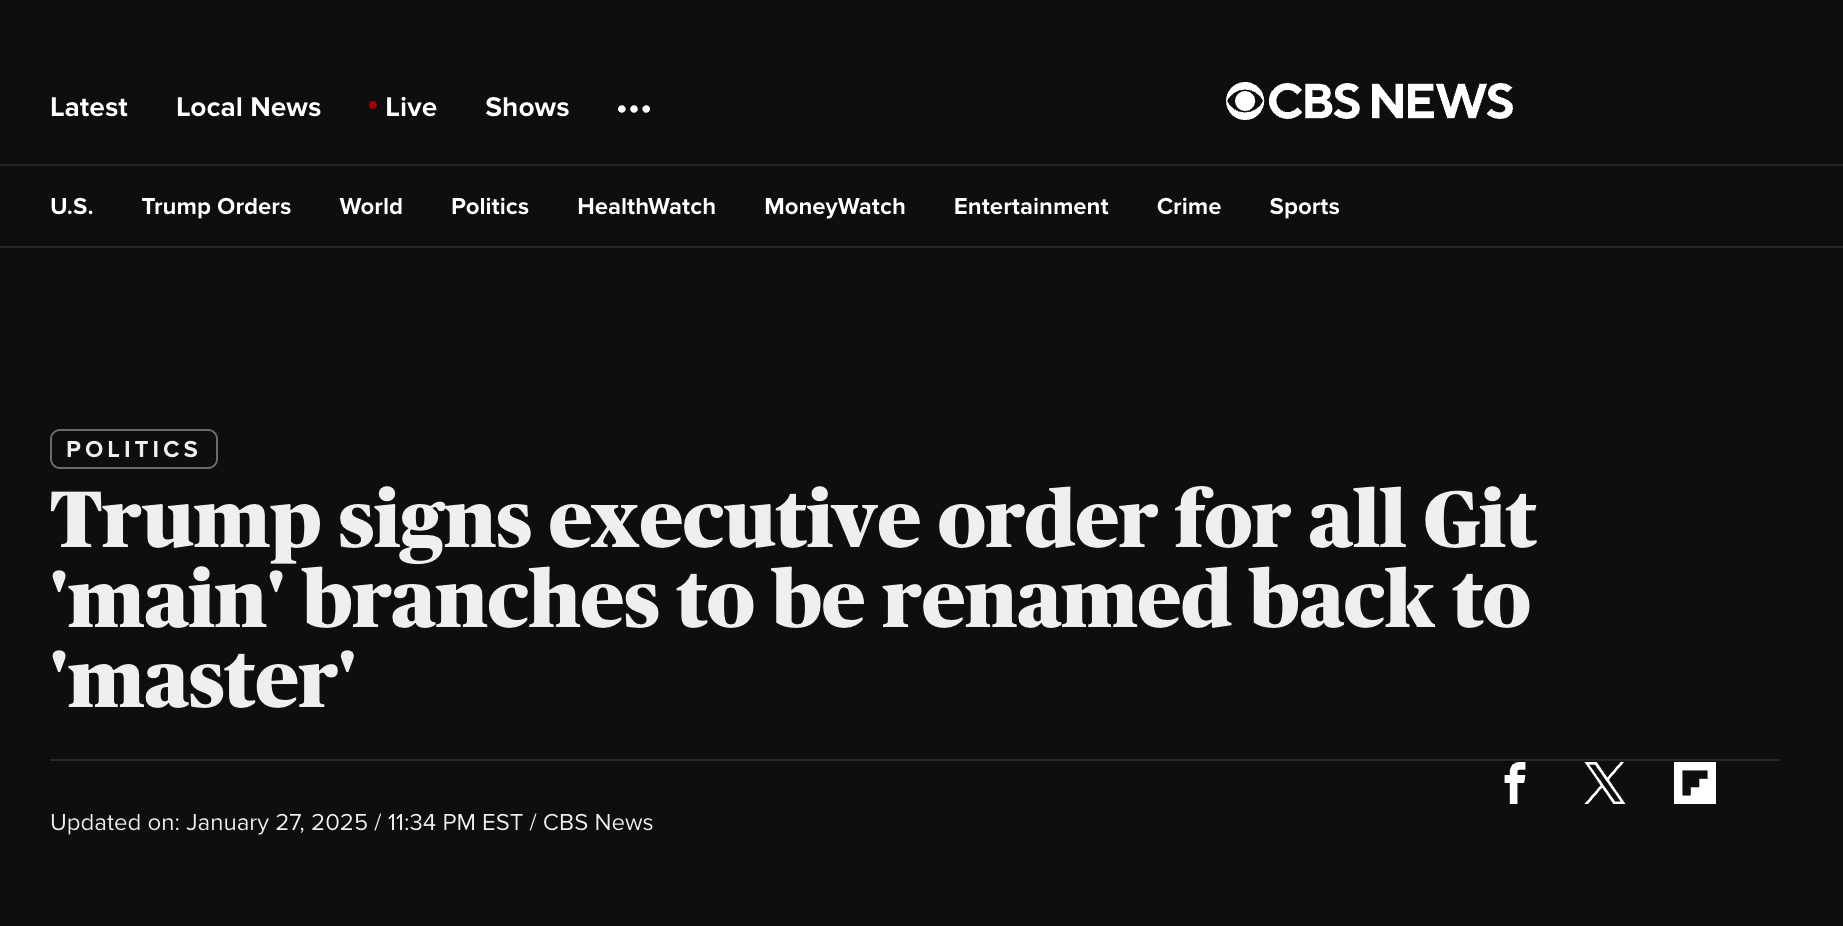 Latest Local News Live Shows
CBS NEWS
U.S. Trump Orders World Politics HealthWatch MoneyWatch Entertainment Crime Sports
POLITICS
Trump signs executive order for all Git
'main' branches to be renamed back to
'master'
Updated on: January 27, 2025 / 11:34 PM EST / CBS News